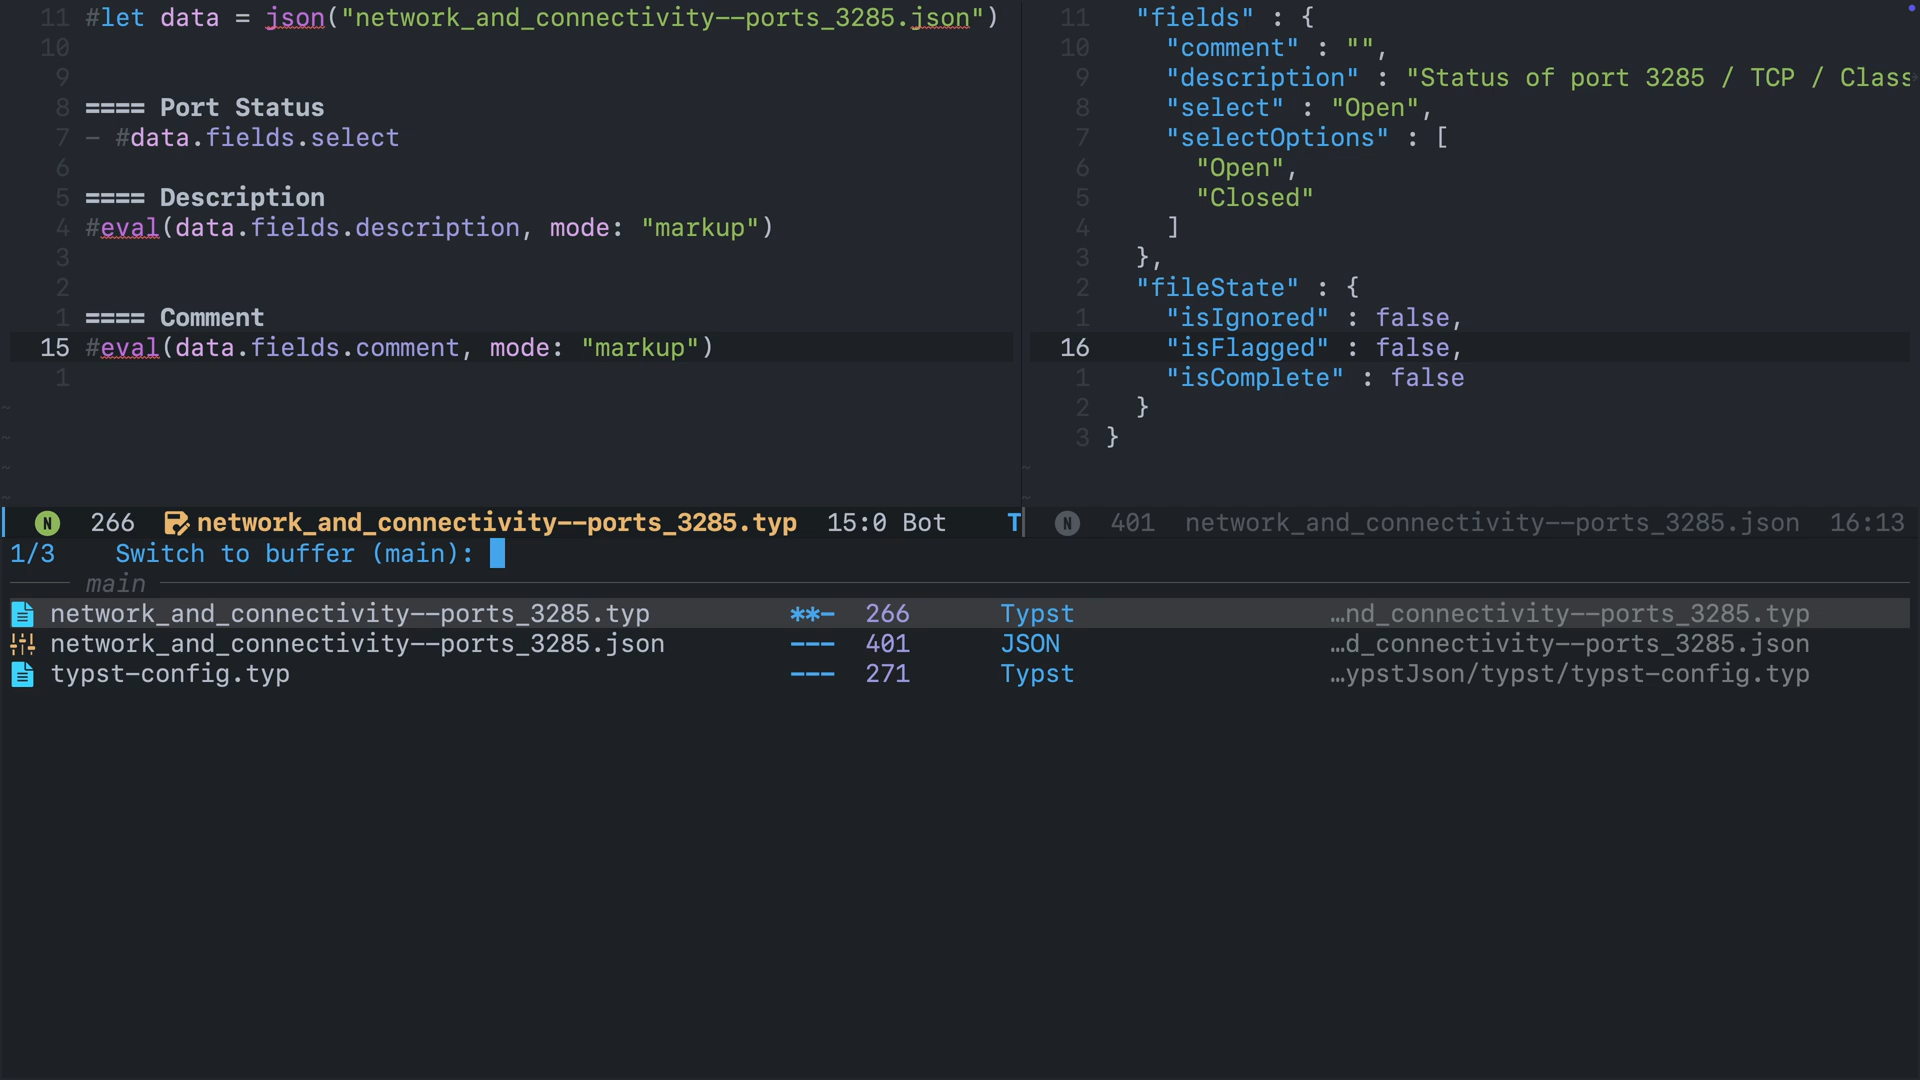 11 #let data = json("network_and_connectivity--ports_3285.json")
10
9
8 ==== Port Status
7 - #data.fields.select
6
5 ==== Description
4 #eval(data.fields.description, mode: "markup")
3
2
1 ==== Comment
15 #eval(data.fields.comment, mode: "markup")
1
~
~
~
~
11 "fields" : {
10 "comment" : "",
9 "description" : "Status of port 3285 / TCP / Class
8 "select" : "Open",
7 "selectOptions" : [
6 "Open",
5 "Closed"
4 ]
3 },
2 "fileState" : {
1 "isIgnored" : false,
16 "isFlagged" : false,
1 "isComplete" : false
2 }
3 }
~
~
N 266 network_and_connectivity--ports_3285.typ 15:0 Bot T
N 401 network_and_connectivity--ports_3285.json 16:13
1/3 Switch to buffer (main):
main
network_and_connectivity--ports_3285.typ **- 266 Typst …nd_connectivity--ports_3285.typ
network_and_connectivity--ports_3285.json --- 401 JSON …d_connectivity--ports_3285.json
typst-config.typ --- 271 Typst …ypstJson/typst/typst-config.typ